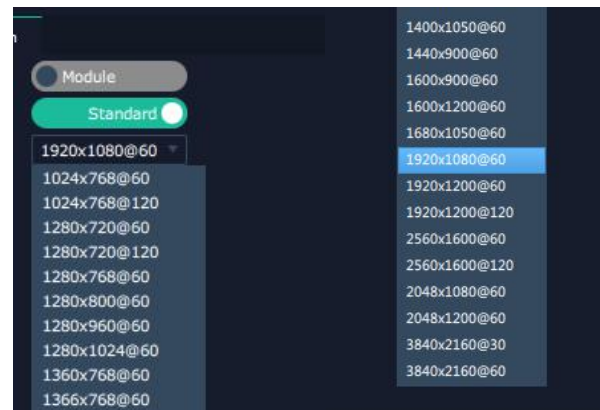 Module
Standard
1920x1080@60
1024x768@60
1024x768@120
1280x720@60
1280x720@120
1280x768@60
1280x800@60
1280x960@60
1280x1024@60
1360x768@60
1366x768@60
1400x1050@60
1440x900@60
1600x900@60
1600x1200@60
1680x1050@60
1920x1080@60
1920x1200@60
1920x1200@120
2560x1600@60
2560x1600@120
2048x1080@60
2048x1200@60
3840x2160@30
3840x2160@60